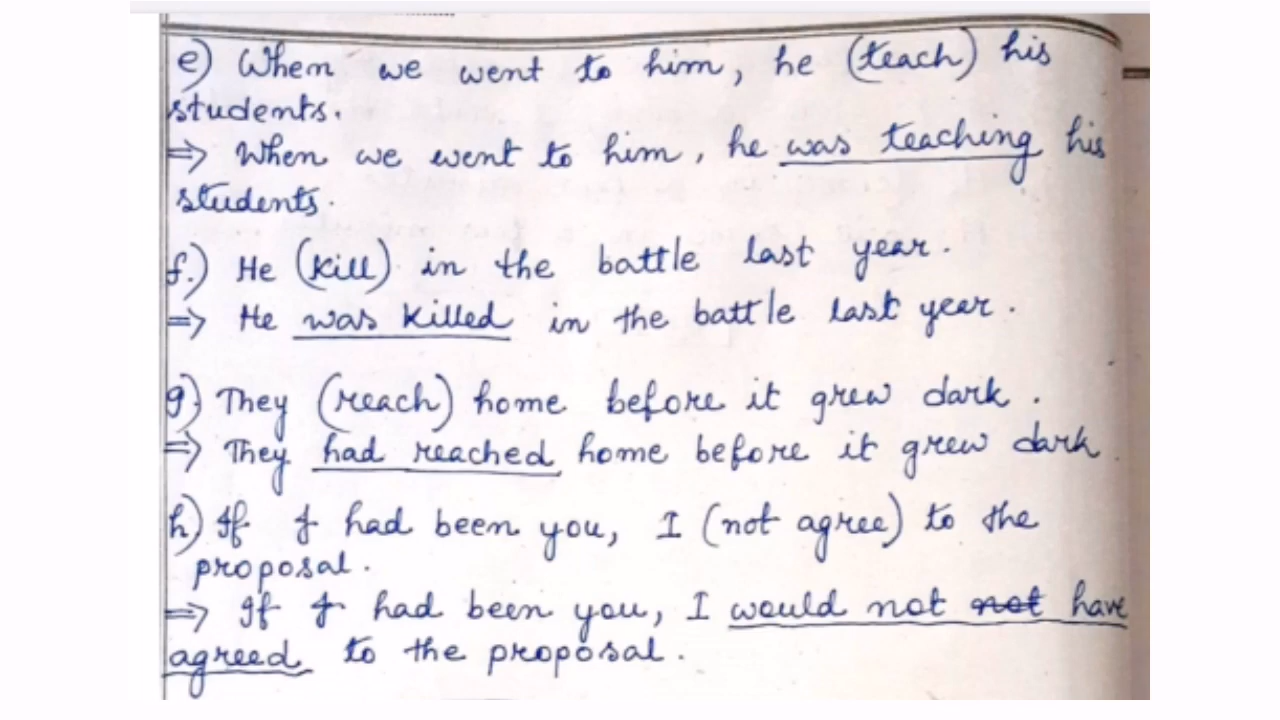 e) When we went to him, he (teach) his
students.
⇒ When we went to him, he was teaching his
students.
f.) He (kill) in the battle last year.
⇒ He was killed in the battle last year.
g) They (reach) home before it grew dark.
⇒ They had reached home before it grew dark.
h) If I had been you, I (not agree) to the
proposal.
⇒ If I had been you, I would not not have
agreed to the proposal.